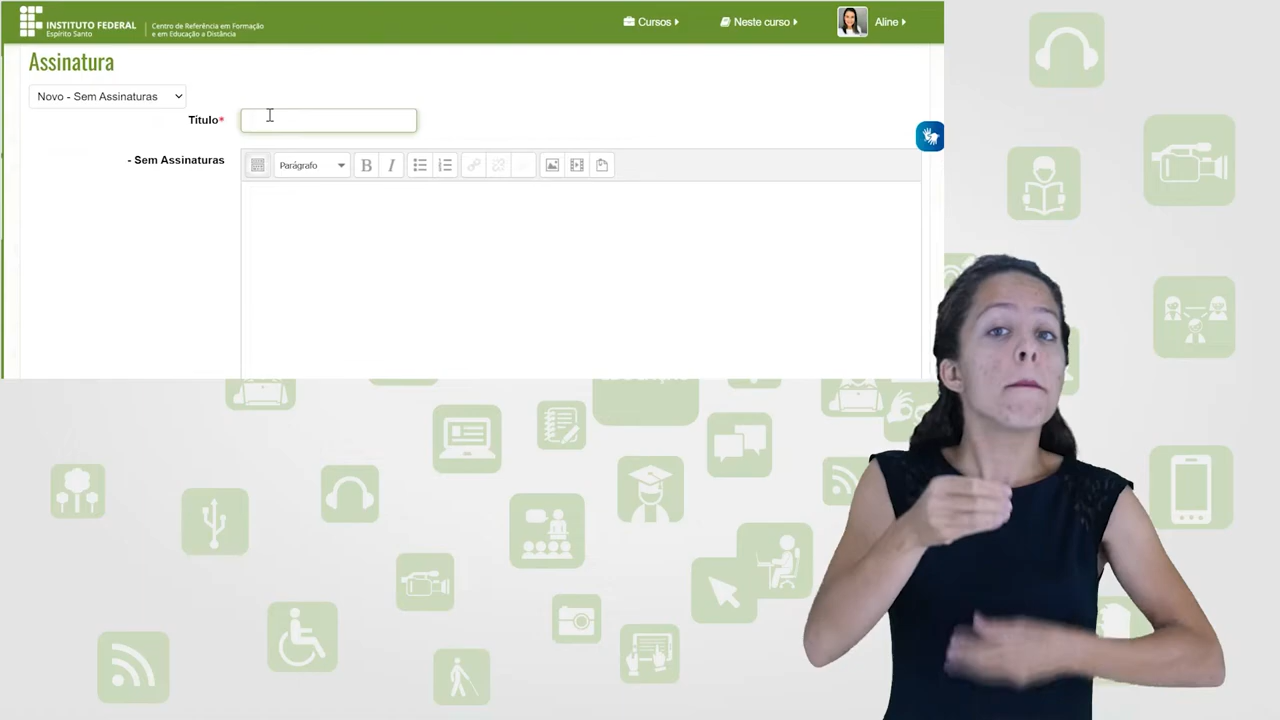 INSTITUTO FEDERAL
Espírito Santo
Centro de Referência em Formação
e em Educação a Distância
Cursos
Neste curso
Aline
Assinatura
Novo - Sem Assinaturas
Título*
- Sem Assinaturas
Parágrafo
B
I